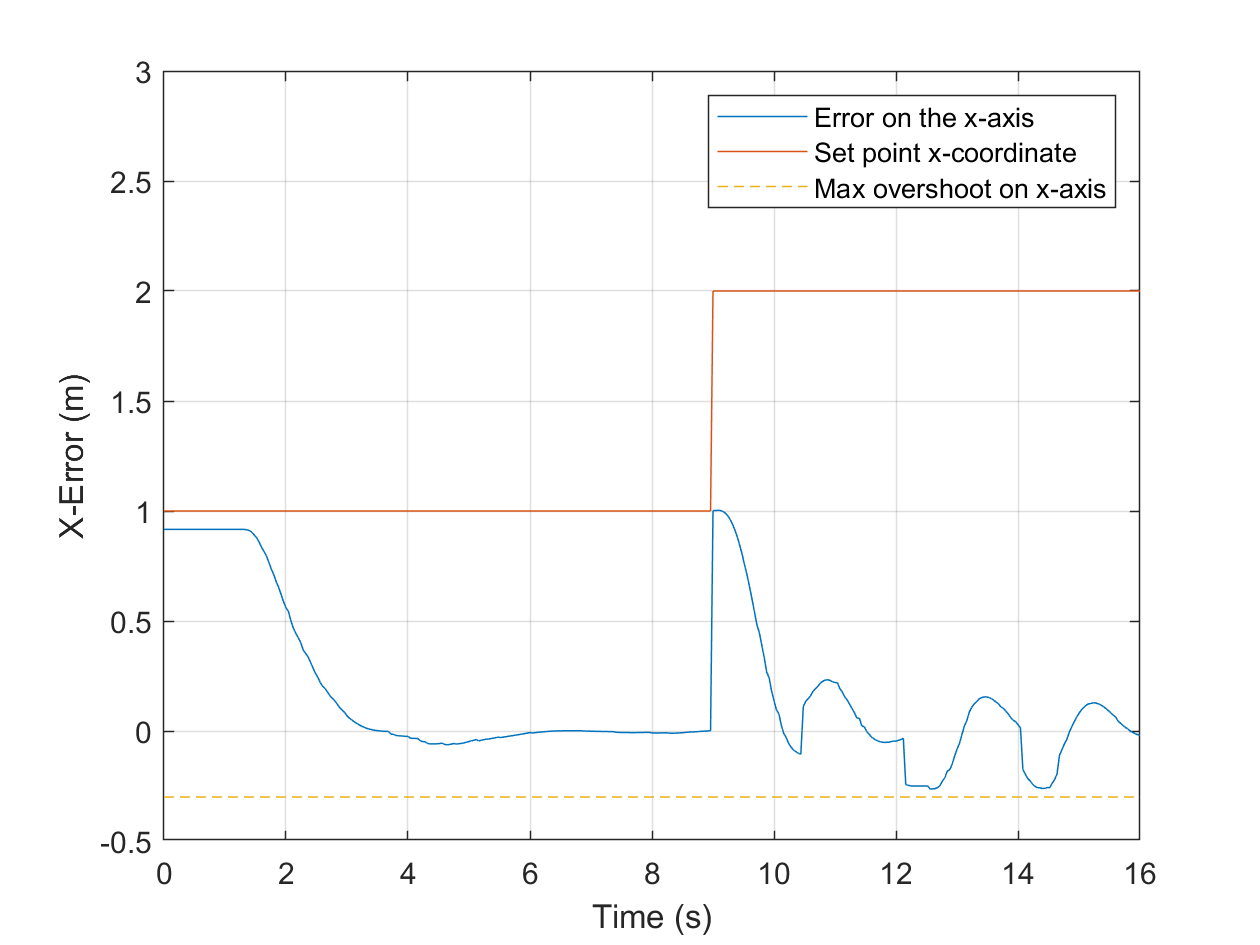 3
2.5
2
1.5
1
0.5
0
-0.5
X-Error (m)
Error on the x-axis
Set point x-coordinate
Max overshoot on x-axis
0 2 4 6 8 10 12 14 16
Time (s)